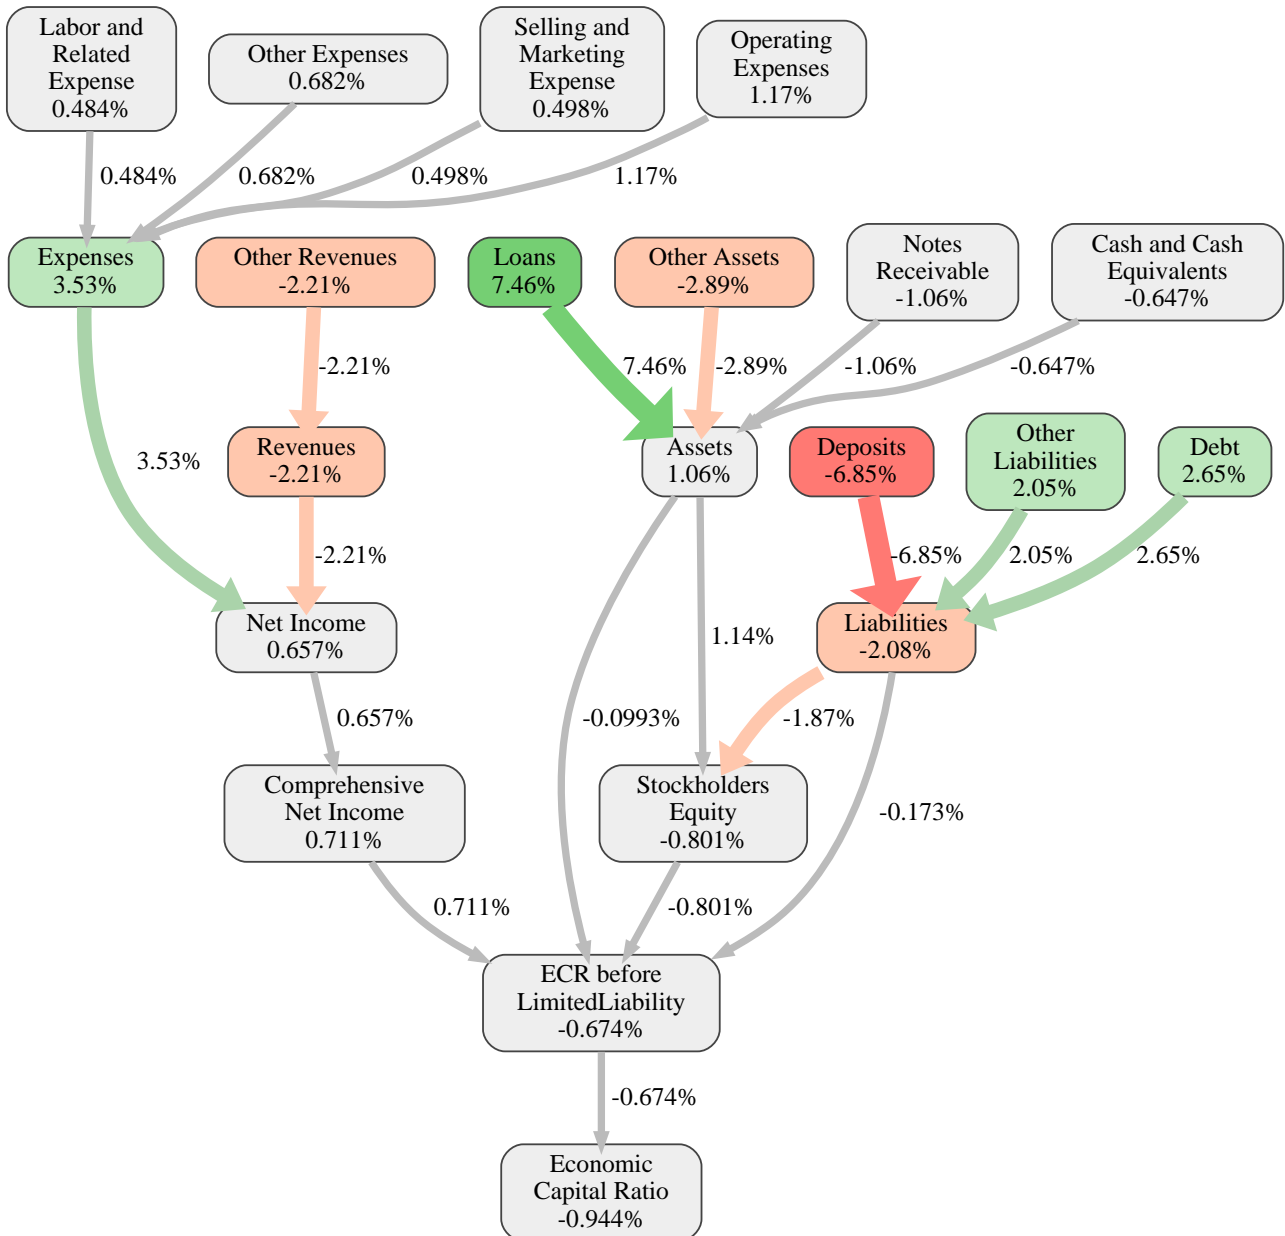 Labor and
Related
Expense
0.484%
Other Expenses
0.682%
Selling and
Marketing
Expense
0.498%
Operating
Expenses
1.17%
0.484%
0.682%
0.498%
1.17%
Expenses
3.53%
Other Revenues
-2.21%
Loans
7.46%
Other Assets
-2.89%
Notes
Receivable
-1.06%
Cash and Cash
Equivalents
-0.647%
-2.21%
7.46%
-2.89%
-1.06%
-0.647%
3.53%
Revenues
-2.21%
Assets
1.06%
Deposits
-6.85%
Other
Liabilities
2.05%
Debt
2.65%
-2.21%
-6.85%
2.05%
2.65%
Net Income
0.657%
1.14%
Liabilities
-2.08%
0.657%
-0.0993%
-1.87%
Comprehensive
Net Income
0.711%
Stockholders
Equity
-0.801%
-0.173%
0.711%
-0.801%
ECR before
LimitedLiability
-0.674%
-0.674%
Economic
Capital Ratio
-0.944%